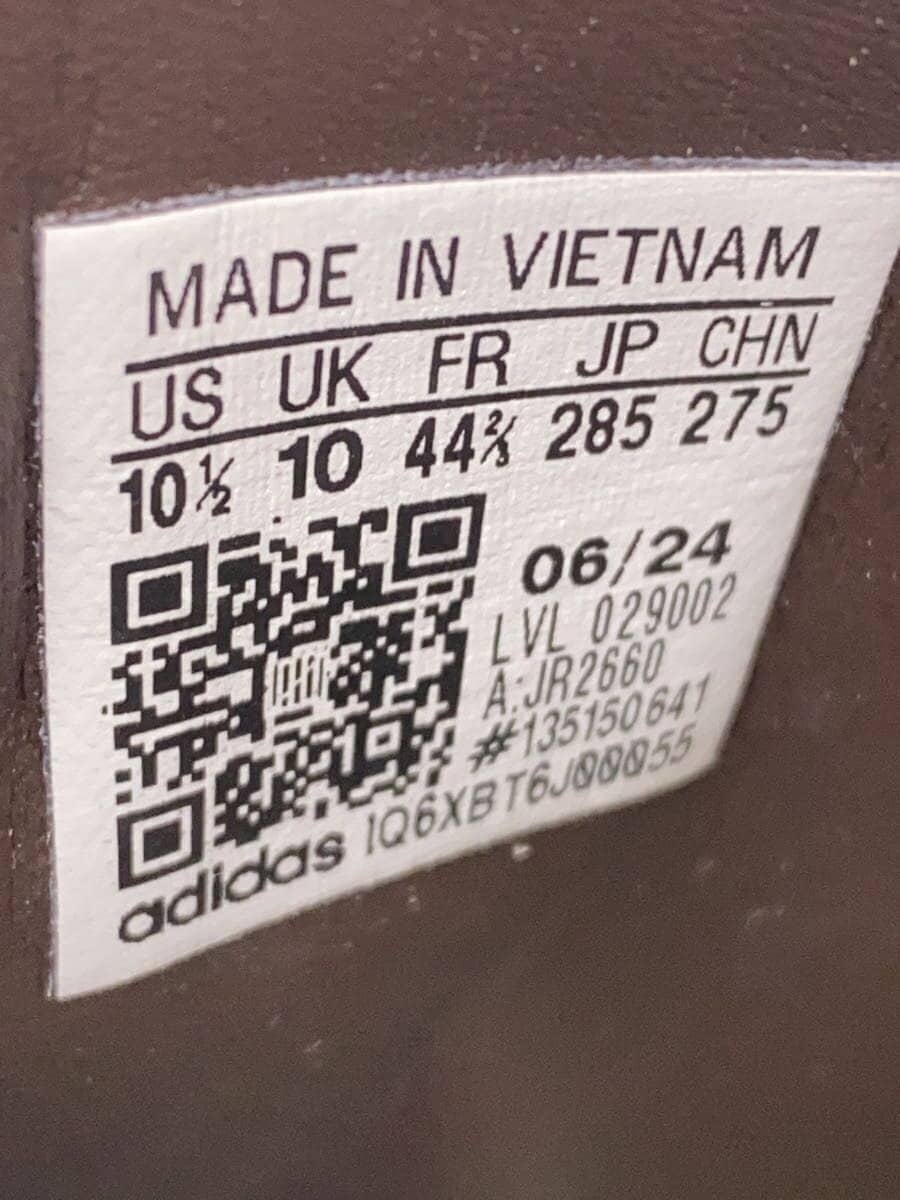 MADE IN VIETNAM
US UK FR JP CHN
10½ 10 44⅔ 285 275
06/24
LVL 029002
A:JR2660
#135150641
adidas 1Q6XBT6J00055